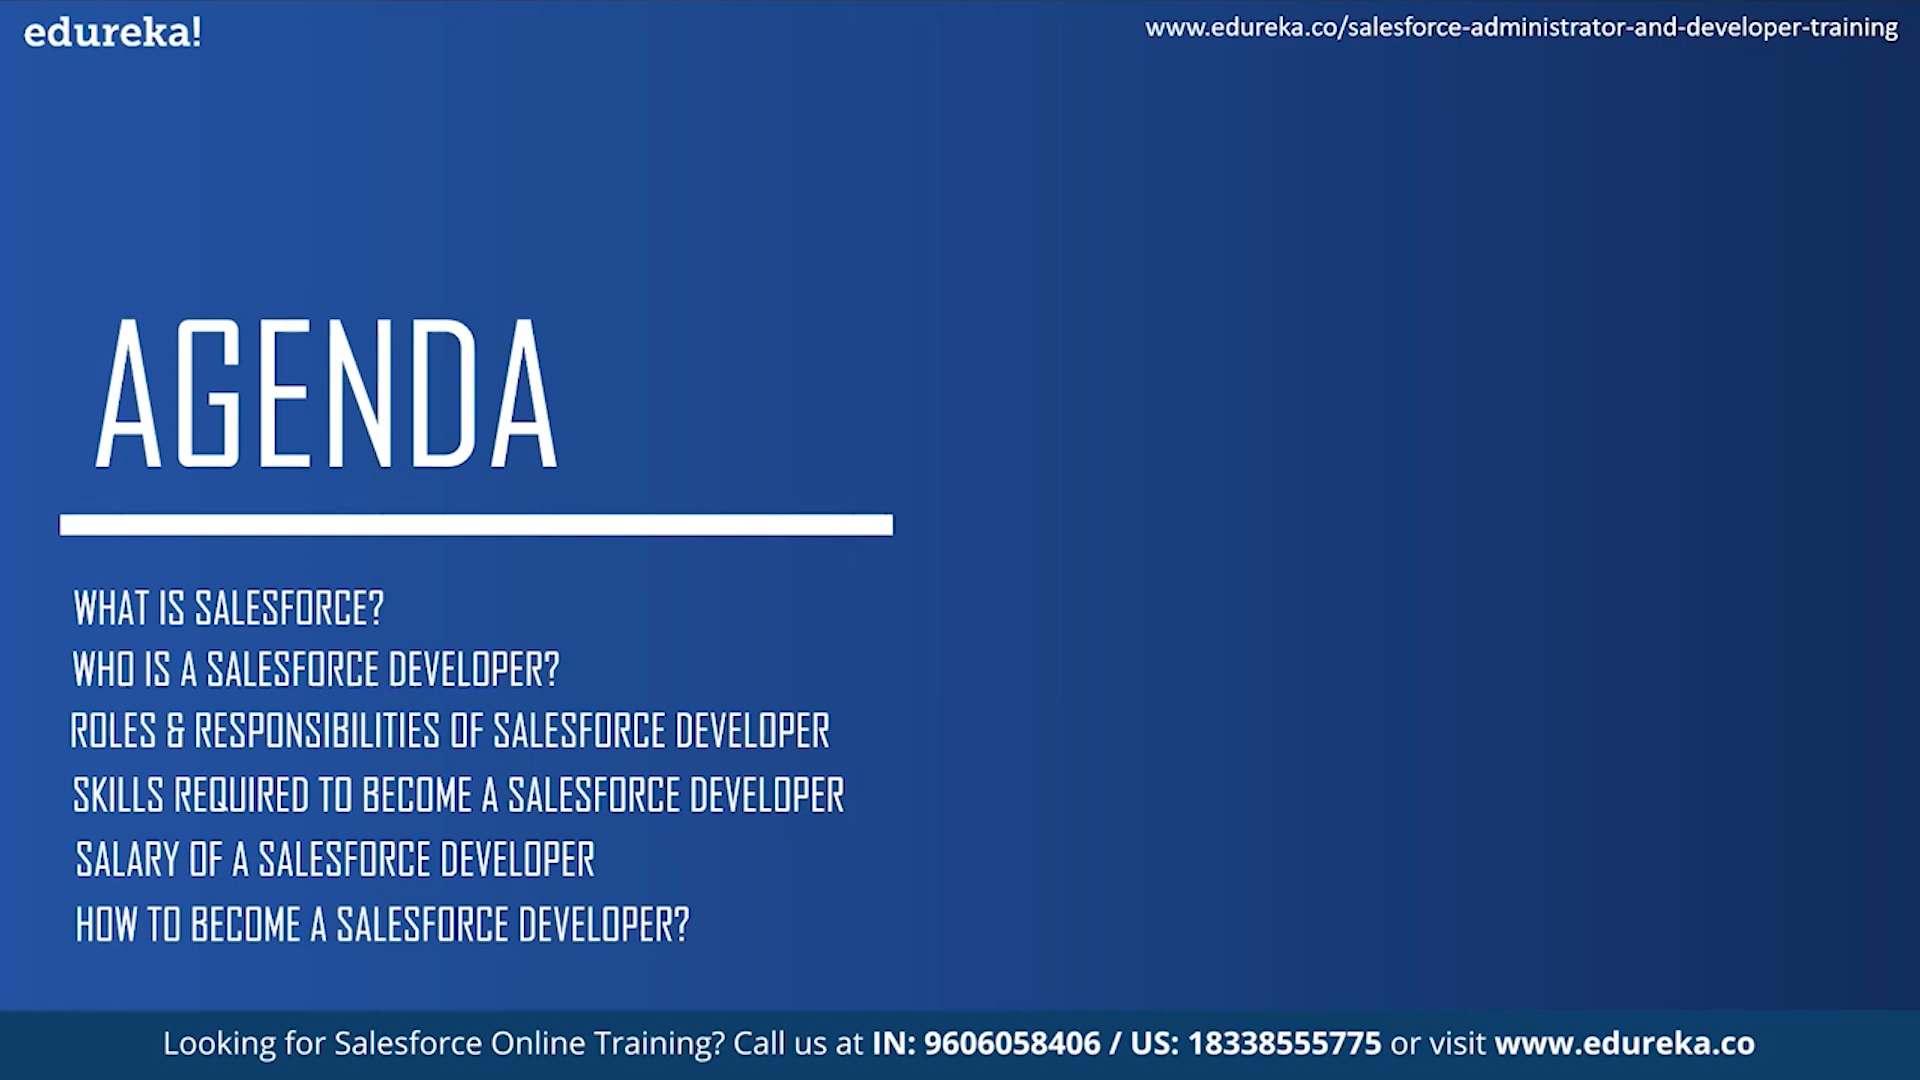 edureka!
www.edureka.co/salesforce-administrator-and-developer-training
AGENDA
WHAT IS SALESFORCE?
WHO IS A SALESFORCE DEVELOPER?
ROLES & RESPONSIBILITIES OF SALESFORCE DEVELOPER
SKILLS REQUIRED TO BECOME A SALESFORCE DEVELOPER
SALARY OF A SALESFORCE DEVELOPER
HOW TO BECOME A SALESFORCE DEVELOPER?
Looking for Salesforce Online Training? Call us at IN: 9606058406 / US: 18338555775 or visit www.edureka.co